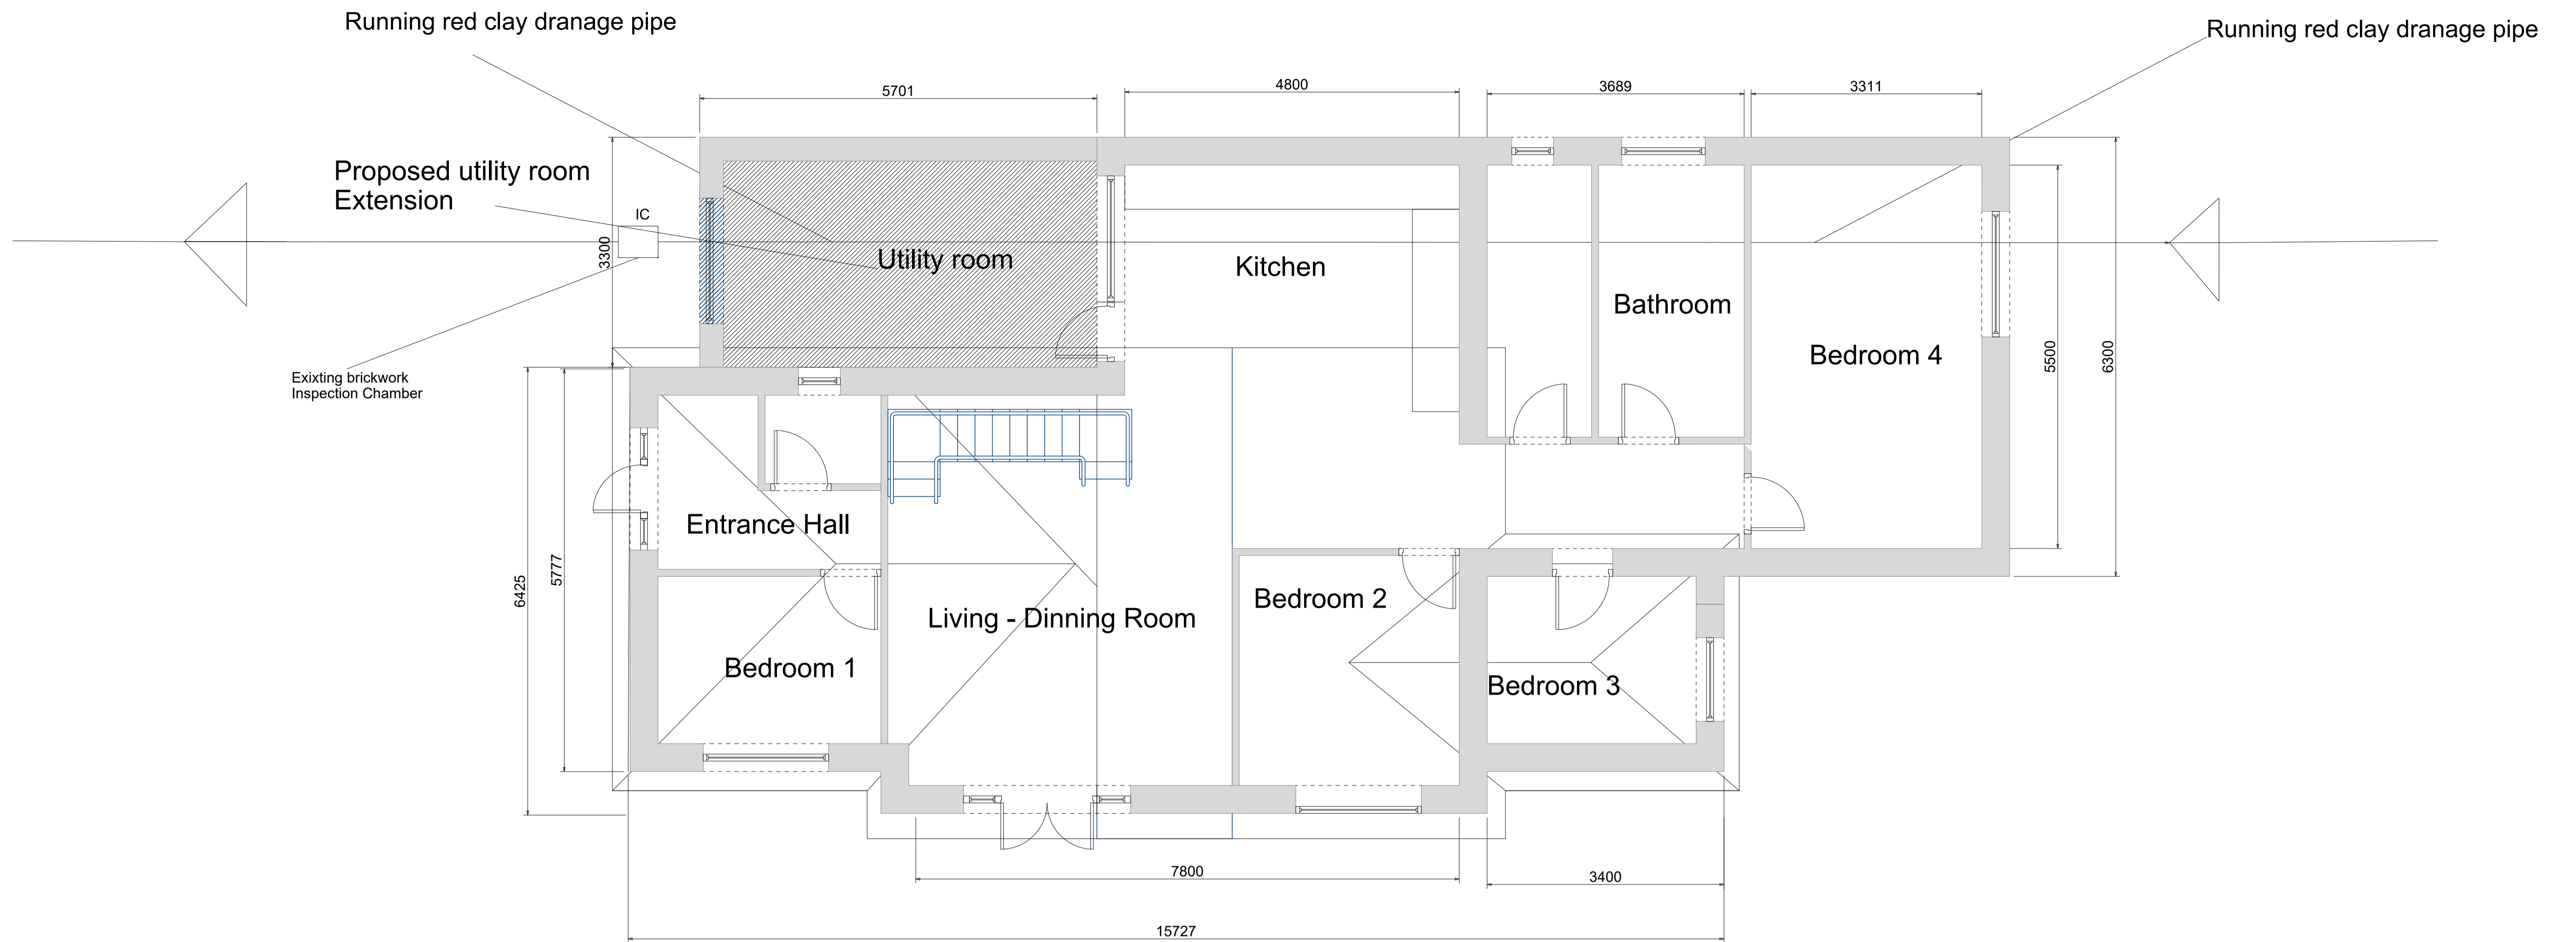 Running red clay dranage pipe
Running red clay dranage pipe
5701
4800
3689
3311
Proposed utility room
Extension
IC
3300
Utility room
Kitchen
Bathroom
Bedroom 4
5500
6300
Exixting brickwork
Inspection Chamber
Entrance Hall
6425
5777
Living - Dinning Room
Bedroom 2
Bedroom 1
Bedroom 3
7800
3400
15727